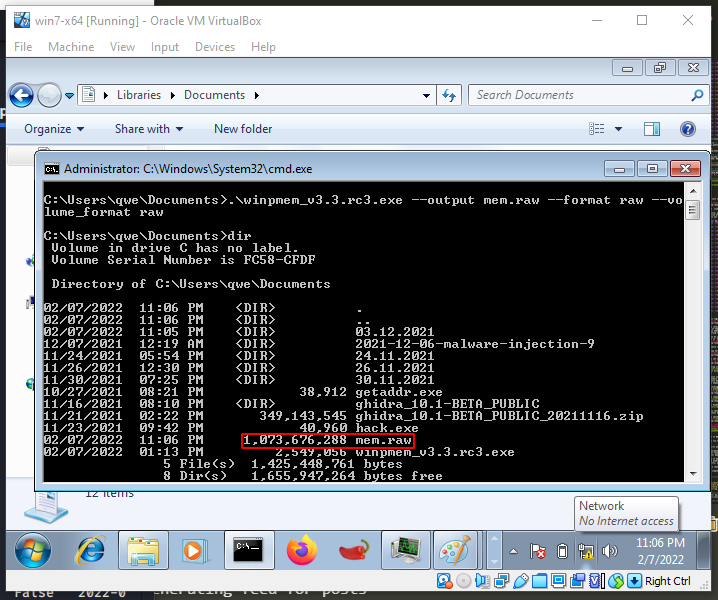 win7-x64 [Running] - Oracle VM VirtualBox
File Machine View Input Devices Help
Libraries Documents
Search Documents
Organize Share with New folder
Administrator: C:\Windows\System32\cmd.exe
C:\Users\qwe\Documents>.\winpmem_v3.3.rc3.exe --output mem.raw --format raw --vo
lume_format raw
C:\Users\qwe\Documents>dir
Volume in drive C has no label.
Volume Serial Number is FC58-CFDF
Directory of C:\Users\qwe\Documents
02/07/2022 11:06 PM <DIR> .
02/07/2022 11:06 PM <DIR> ..
02/07/2022 11:05 PM <DIR> 03.12.2021
12/07/2021 12:19 AM <DIR> 2021-12-06-malware-injection-9
11/24/2021 05:54 PM <DIR> 24.11.2021
11/26/2021 12:30 PM <DIR> 26.11.2021
11/30/2021 07:25 PM <DIR> 30.11.2021
10/27/2021 08:21 PM 38,912 getaddr.exe
11/16/2021 08:10 PM <DIR> ghidra_10.1-BETA_PUBLIC
11/21/2021 02:22 PM 349,143,545 ghidra_10.1-BETA_PUBLIC_20211116.zip
11/23/2021 09:42 PM 40,960 hack.exe
02/07/2022 11:06 PM 1,073,676,288 mem.raw
02/07/2022 01:13 PM 2,549,056 winpmem_v3.3.rc3.exe
5 File(s) 1,425,448,761 bytes
8 Dir(s) 1,655,947,264 bytes free
12 items
Network
No Internet access
11:06 PM
2/7/2022
Right Ctrl
False 2022-0